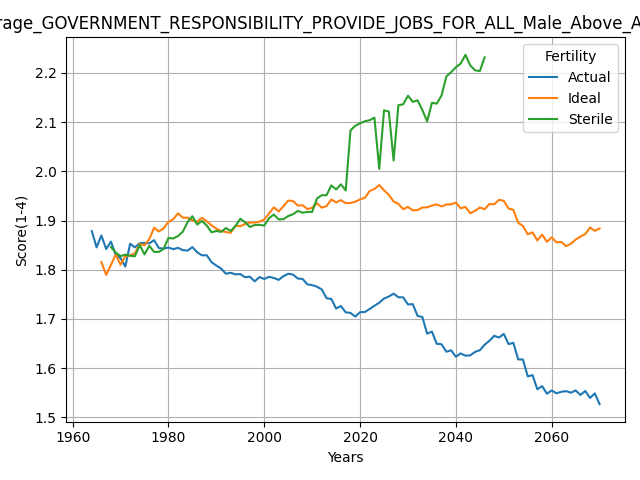 rage_GOVERNMENT_RESPONSIBILITY_PROVIDE_JOBS_FOR_ALL_Male_Above_A
Fertility
Actual
Ideal
Sterile
Score(1-4)
2.2
2.1
2.0
1.9
1.8
1.7
1.6
1.5
1960 1980 2000 2020 2040 2060
Years